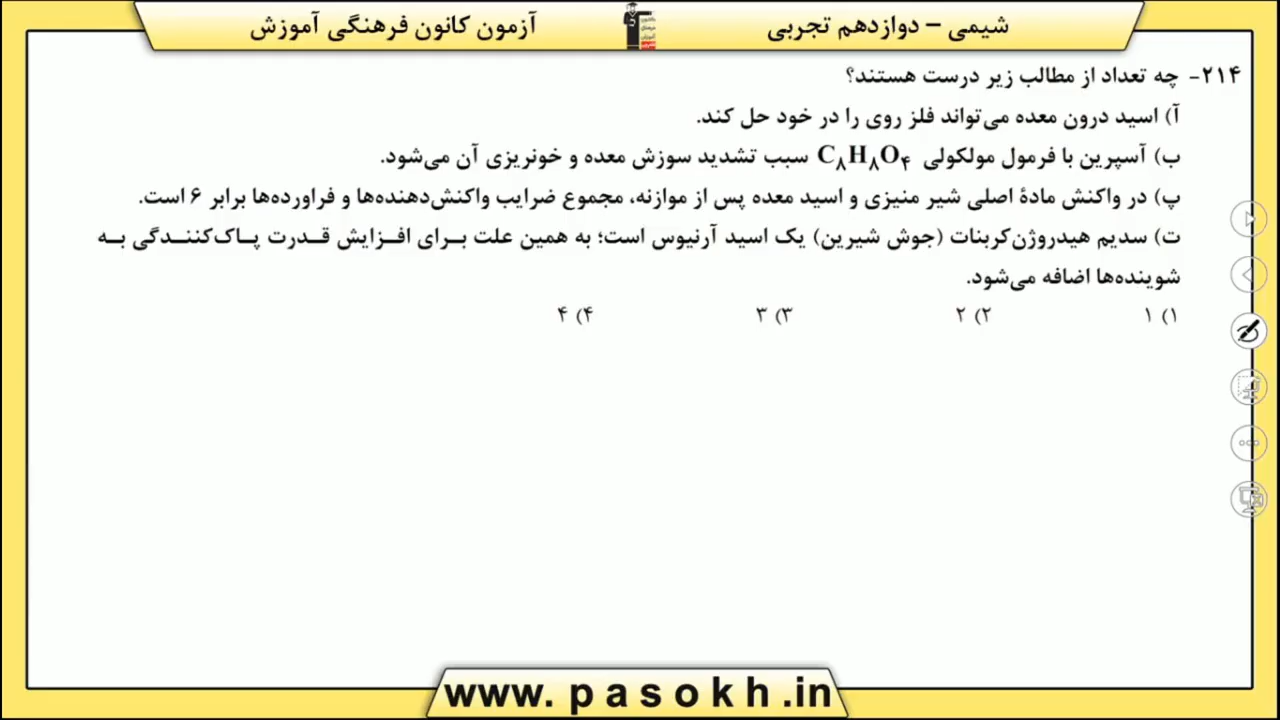 شیمی – دوازدهم تجربی
آزمون کانون فرهنگی آموزش
۲۱۴- چه تعداد از مطالب زیر درست هستند؟
آ) اسید درون معده می‌تواند فلز روی را در خود حل کند.
ب) آسپرین با فرمول مولکولی C₈H₈O₄ سبب تشدید سوزش معده و خونریزی آن می‌شود.
پ) در واکنش مادۀ اصلی شیر منیزی و اسید معده پس از موازنه، مجموع ضرایب واکنش‌دهنده‌ها و فراورده‌ها برابر ۶ است.
ت) سدیم هیدروژن‌کربنات (جوش شیرین) یک اسید آرنیوس است؛ به همین علت برای افزایش قدرت پاک‌کنندگی به
شوینده‌ها اضافه می‌شود.
۱) ۱ ۲) ۲ ۳) ۳ ۴) ۴
www. p a s o k h .in